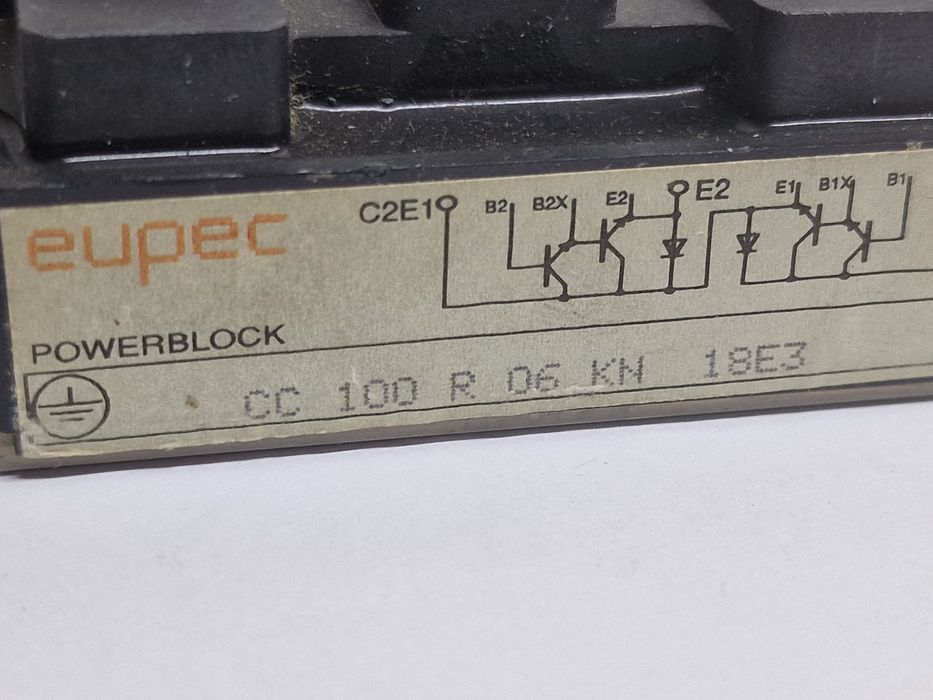 eupec
C2E1 B2 B2X E2 E2 E1 B1X B1
POWERBLOCK
CC 100 R 06 KN 18E3